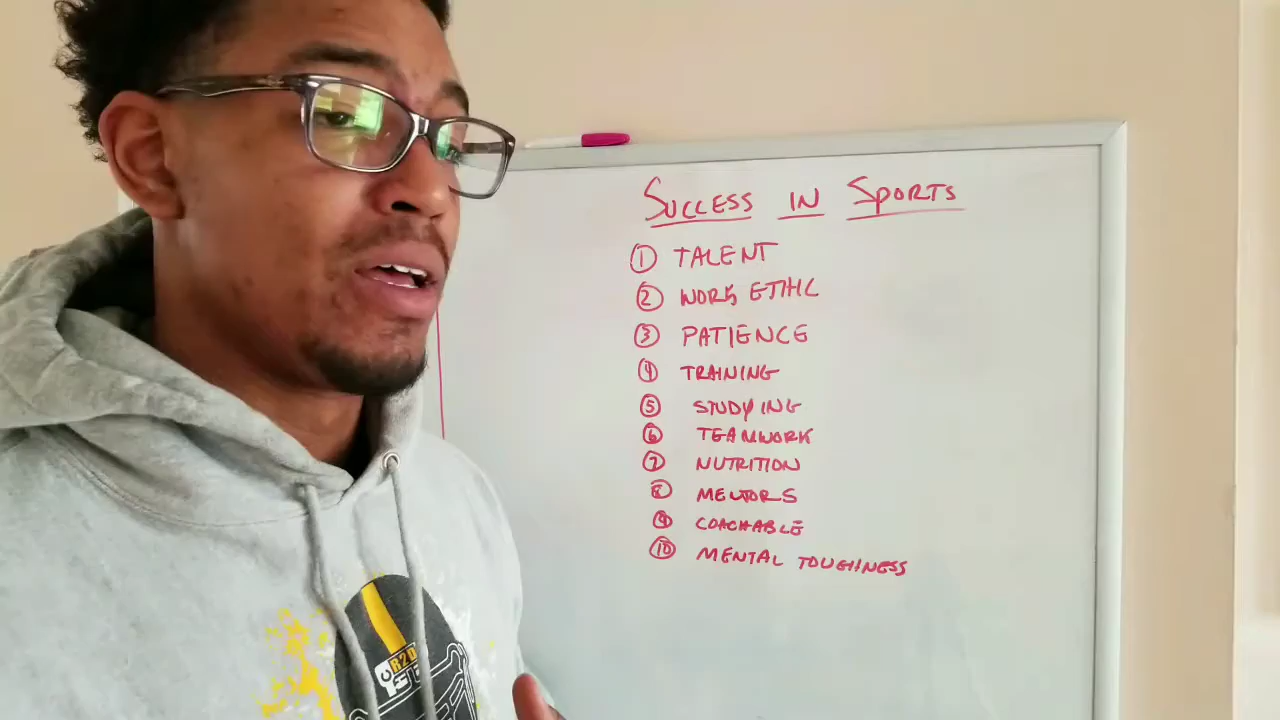 SUCCESS IN SPORTS
1 TALENT
2 WORK ETHIC
3 PATIENCE
4 TRAINING
5 STUDYING
6 TEAMWORK
7 NUTRITION
8 MENTORS
9 COACHABLE
10 MENTAL TOUGHNESS